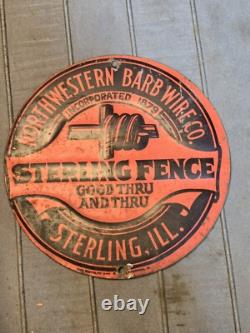 NORTHWESTERN BARB WIRE CO.
INCORPORATED 1879
STERLING FENCE
GOOD THRU
AND THRU
STERLING, ILL.
ebay